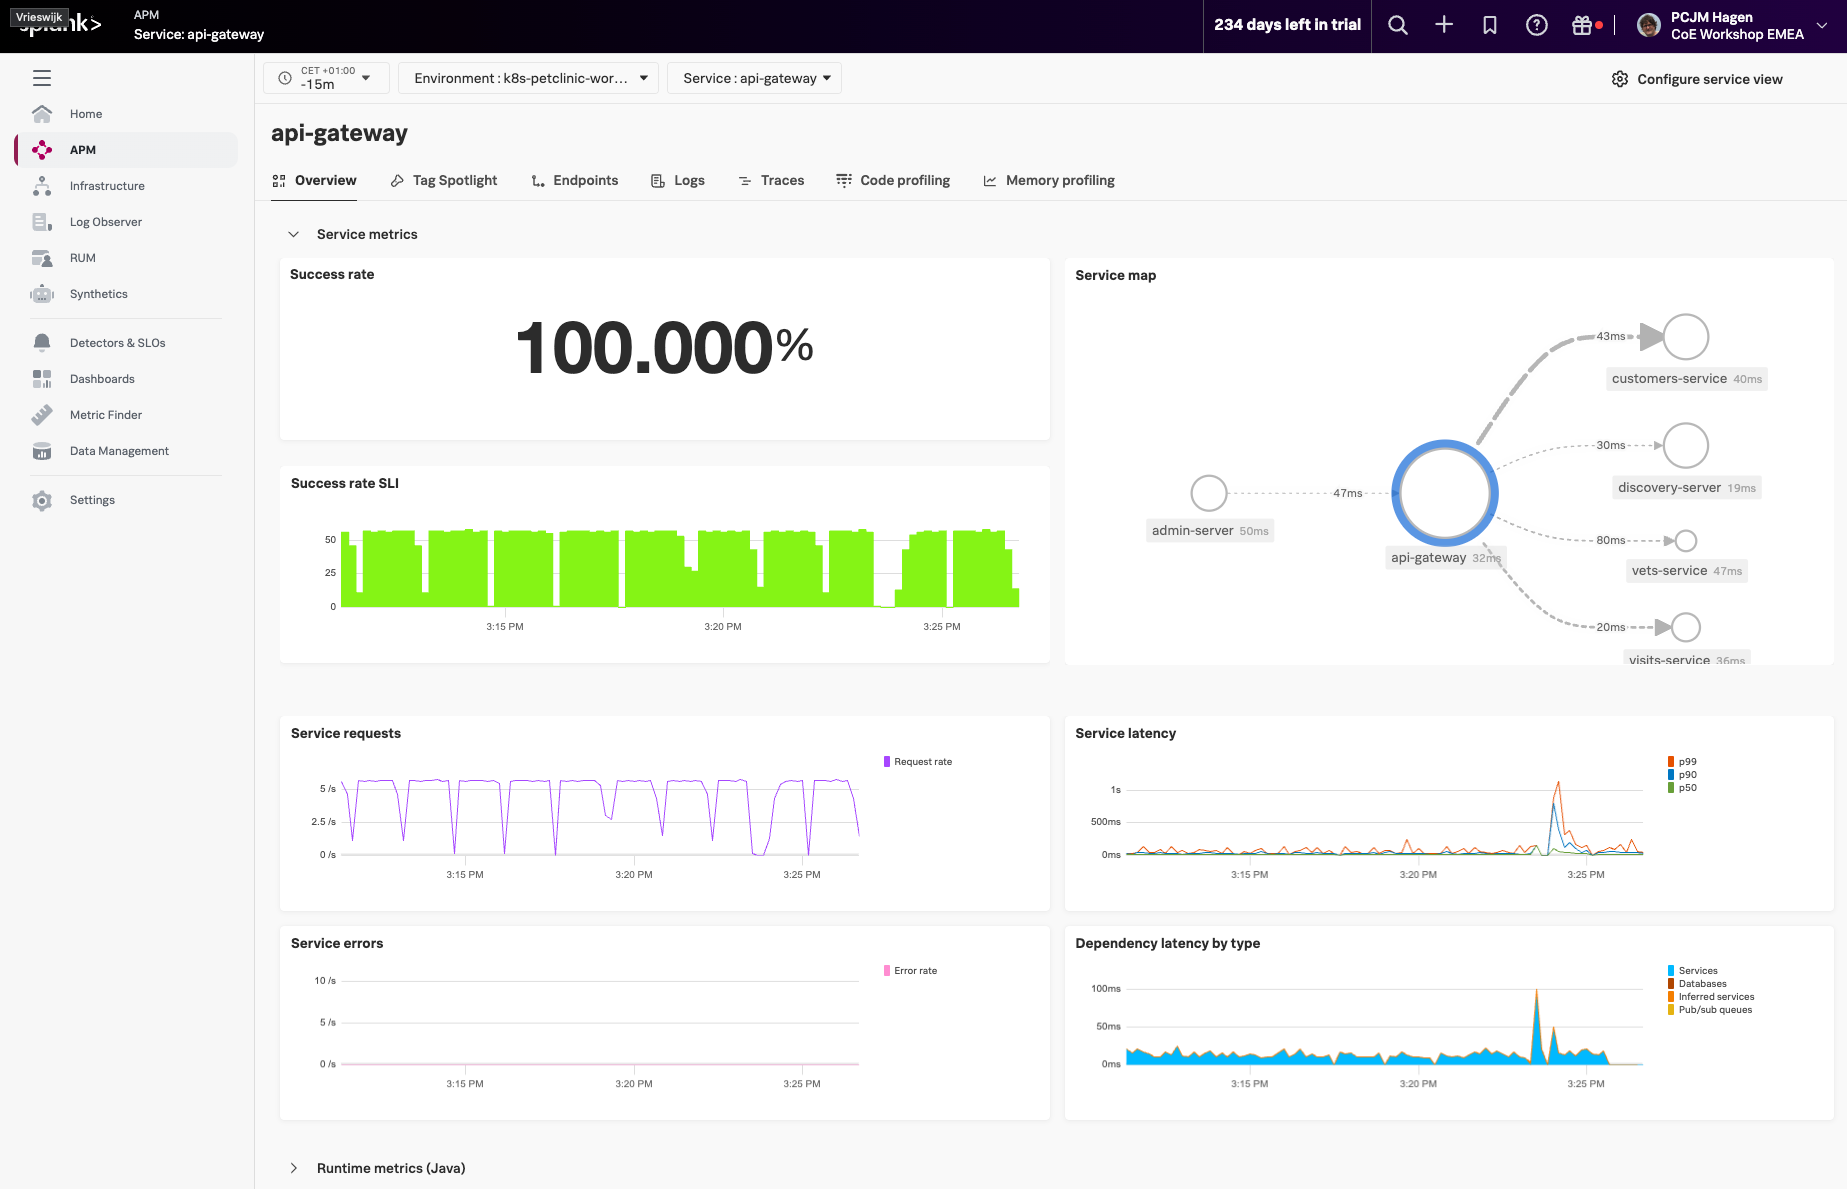 Vrieswijk
splunk>
APM
Service: api-gateway
234 days left in trial
PCJM Hagen
CoE Workshop EMEA
Home
APM
Infrastructure
Log Observer
RUM
Synthetics
Detectors & SLOs
Dashboards
Metric Finder
Data Management
Settings
CET +01:00
-15m
Environment : k8s-petclinic-wor...
Service : api-gateway
Configure service view
api-gateway
Overview
Tag Spotlight
Endpoints
Logs
Traces
Code profiling
Memory profiling
Service metrics
Success rate
100.000%
Success rate SLI
50
25
0
3:15 PM
3:20 PM
3:25 PM
Service map
43ms
customers-service 40ms
30ms
discovery-server 19ms
47ms
admin-server 50ms
api-gateway 32ms
80ms
vets-service 47ms
20ms
visits-service 36ms
Service requests
Request rate
5 /s
2.5 /s
0 /s
3:15 PM
3:20 PM
3:25 PM
Service latency
p99
p90
p50
1s
500ms
0ms
3:15 PM
3:20 PM
3:25 PM
Service errors
Error rate
10 /s
5 /s
0 /s
3:15 PM
3:20 PM
3:25 PM
Dependency latency by type
Services
Databases
Inferred services
Pub/sub queues
100ms
50ms
0ms
3:15 PM
3:20 PM
3:25 PM
Runtime metrics (Java)